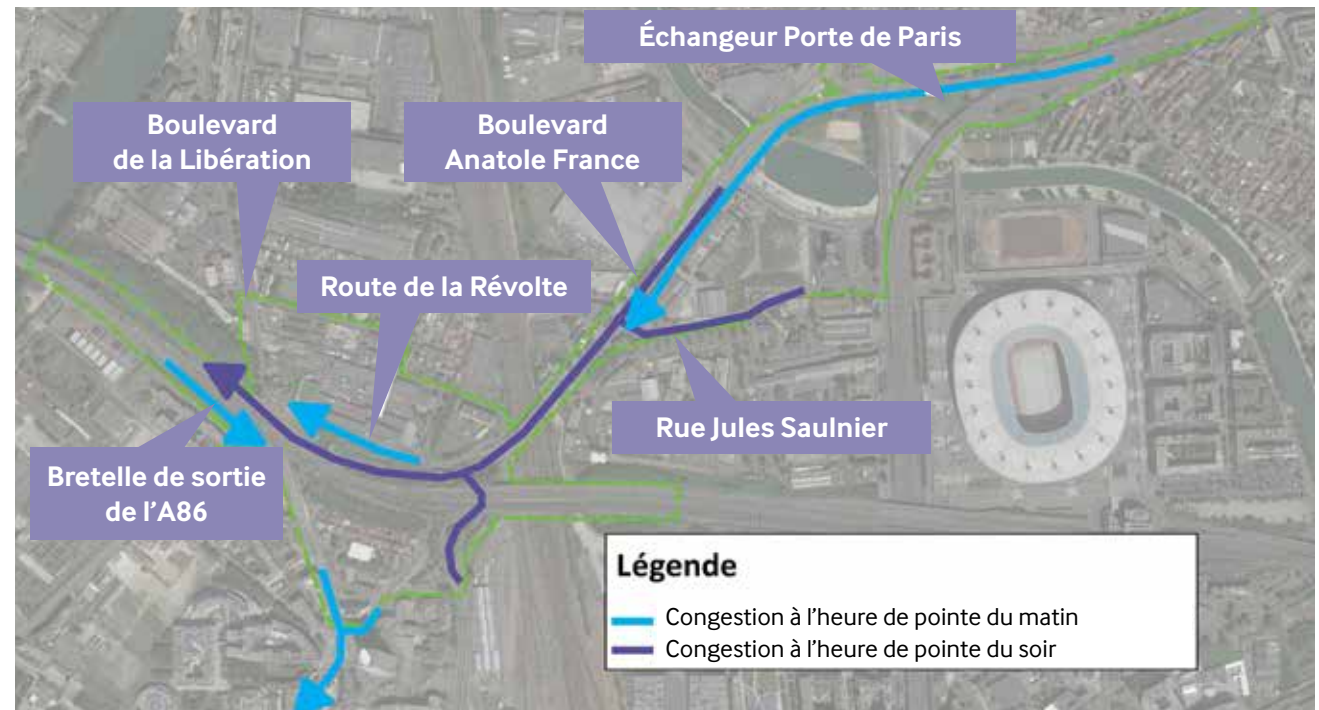 Échangeur Porte de Paris
Boulevard
de la Libération
Boulevard
Anatole France
Route de la Révolte
Rue Jules Saulnier
Bretelle de sortie
de l’A86
Légende
Congestion à l’heure de pointe du matin
Congestion à l’heure de pointe du soir